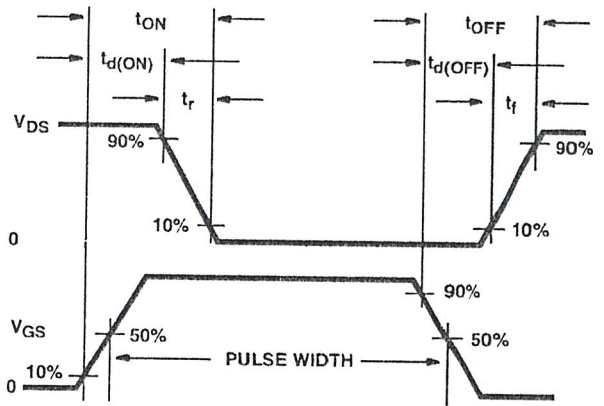 tON tOFF
td(ON) td(OFF)
tr tf
VDS
90% 90%
10% 10%
0
90%
VGS 50% 50%
PULSE WIDTH
10%
0